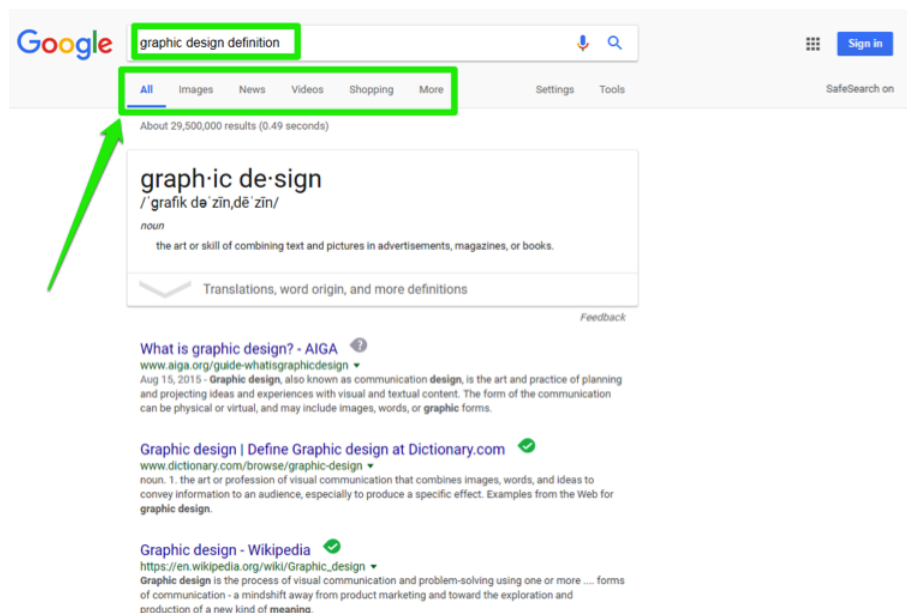 Google
graphic design definition
Sign in
All Images News Videos Shopping More Settings Tools
SafeSearch on
About 29,500,000 results (0.49 seconds)
graph·ic de·sign
/ˈɡrafik dəˈzīn,dēˈzīn/
noun
the art or skill of combining text and pictures in advertisements, magazines, or books.
Translations, word origin, and more definitions
Feedback
What is graphic design? - AIGA ?
www.aiga.org/guide-whatisgraphicdesign
Aug 15, 2015 - Graphic design, also known as communication design, is the art and practice of planning
and projecting ideas and experiences with visual and textual content. The form of the communication
can be physical or virtual, and may include images, words, or graphic forms.
Graphic design | Define Graphic design at Dictionary.com
www.dictionary.com/browse/graphic-design
noun. 1. the art or profession of visual communication that combines images, words, and ideas to
convey information to an audience, especially to produce a specific effect. Examples from the Web for
graphic design.
Graphic design - Wikipedia
https://en.wikipedia.org/wiki/Graphic_design
Graphic design is the process of visual communication and problem-solving using one or more .... forms
of communication - a mindshift away from product marketing and toward the exploration and
production of a new kind of meaning.